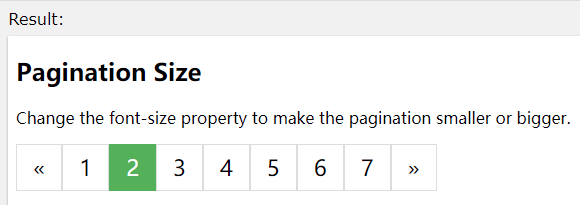 Result:
Pagination Size
Change the font-size property to make the pagination smaller or bigger.
« 1 2 3 4 5 6 7 »